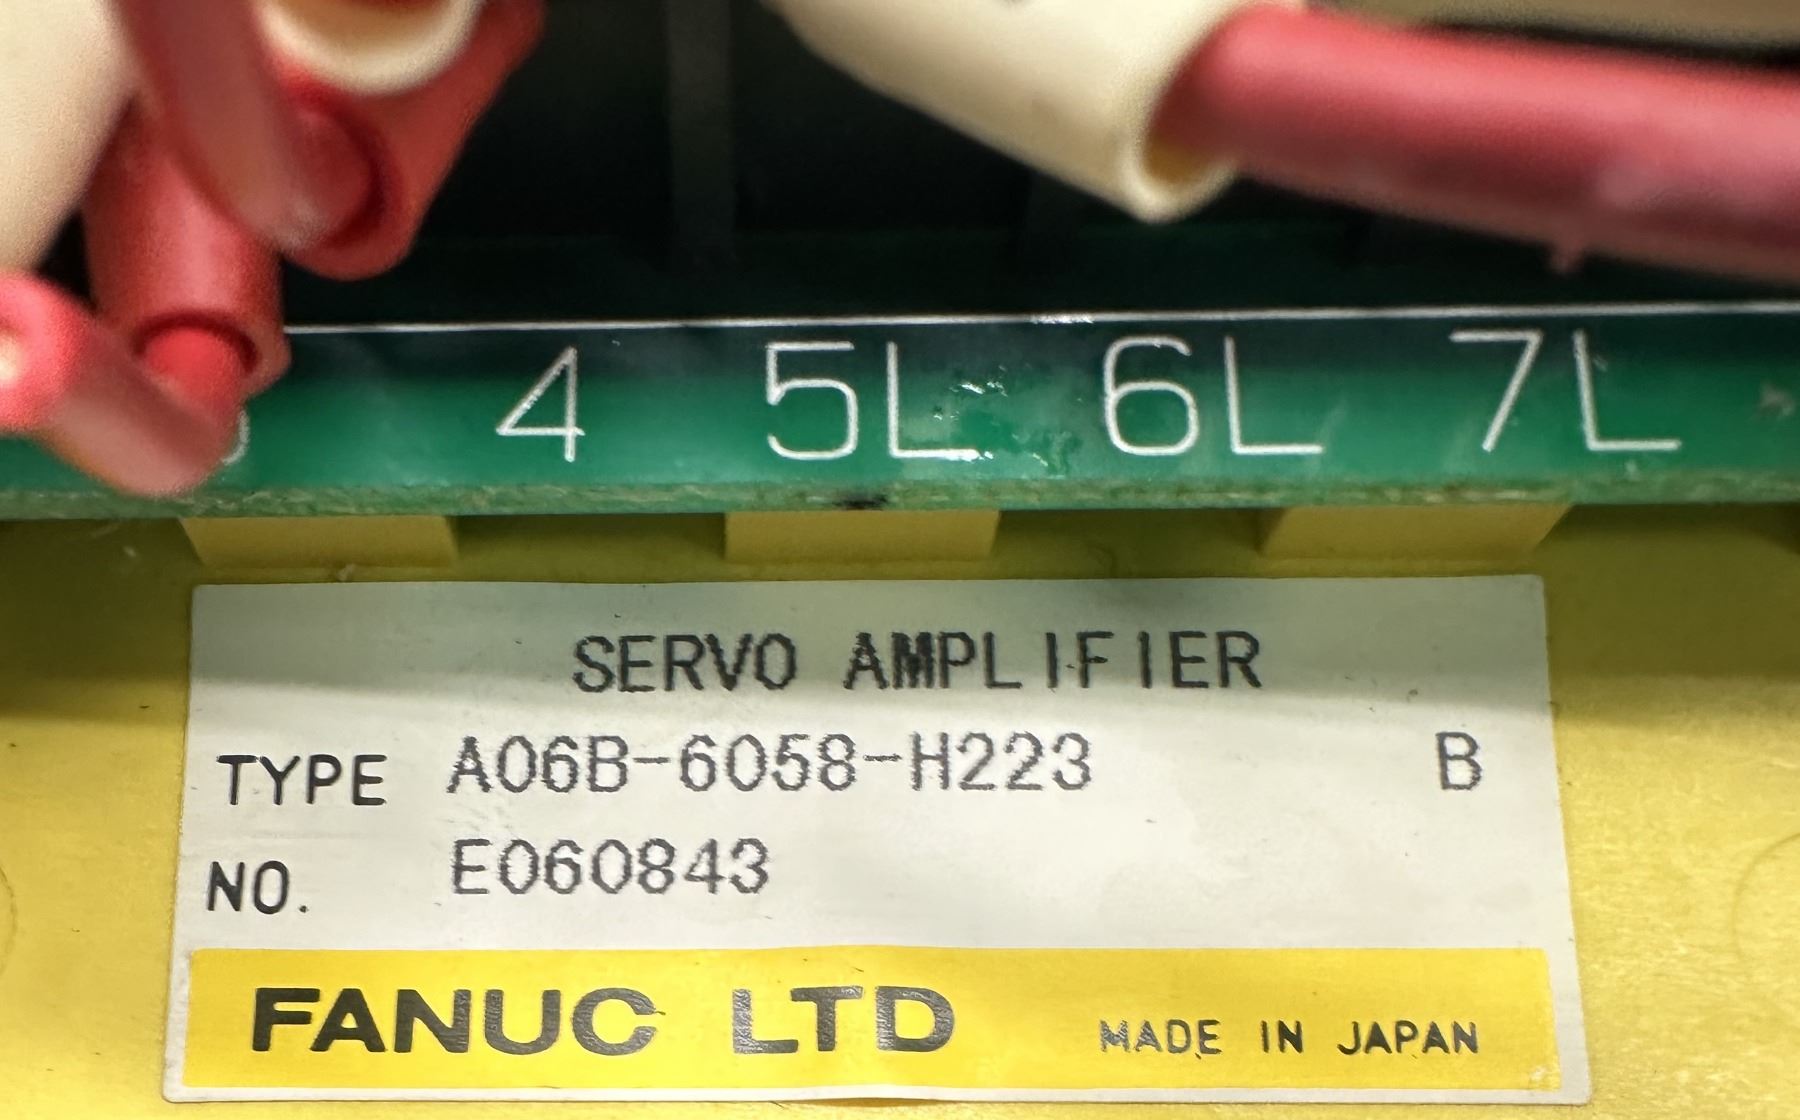 4 5L 6L 7L
SERVO AMPLIFIER
TYPE A06B-6058-H223 B
NO. E060843
FANUC LTD MADE IN JAPAN